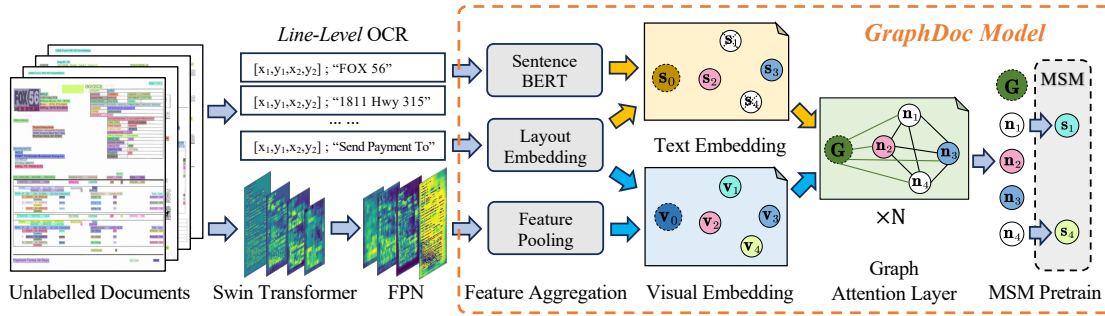 Line-Level OCR
GraphDoc Model
[x₁,y₁,x₂,y₂] ; “FOX 56”
[x₁,y₁,x₂,y₂] ; “1811 Hwy 315”
... ...
[x₁,y₁,x₂,y₂] ; “Send Payment To”
FOX 56
Sentence
BERT
Layout
Embedding
Feature
Pooling
s₀
s₁
s₂
s₃
s₄
Text Embedding
v₀
v₁
v₂
v₃
v₄
G
n₁
n₂
n₃
n₄
×N
G
MSM
n₁
s₁
n₂
n₃
n₄
s₄
Unlabelled Documents
Swin Transformer
FPN
Feature Aggregation
Visual Embedding
Graph
Attention Layer
MSM Pretrain